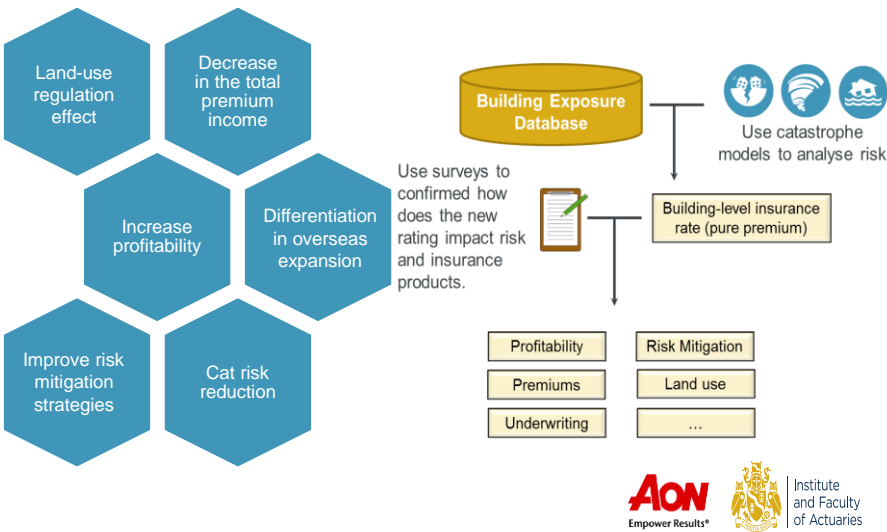 Land-use
regulation
effect
Decrease
in the total
premium
income
Increase
profitability
Differentiation
in overseas
expansion
Improve risk
mitigation
strategies
Cat risk
reduction
Building Exposure
Database
Use catastrophe
models to analyse risk
Use surveys to
confirmed how
does the new
rating impact risk
and insurance
products.
Building-level insurance
rate (pure premium)
Profitability
Risk Mitigation
Premiums
Land use
Underwriting
...
AON
Empower Results®
Institute
and Faculty
of Actuaries